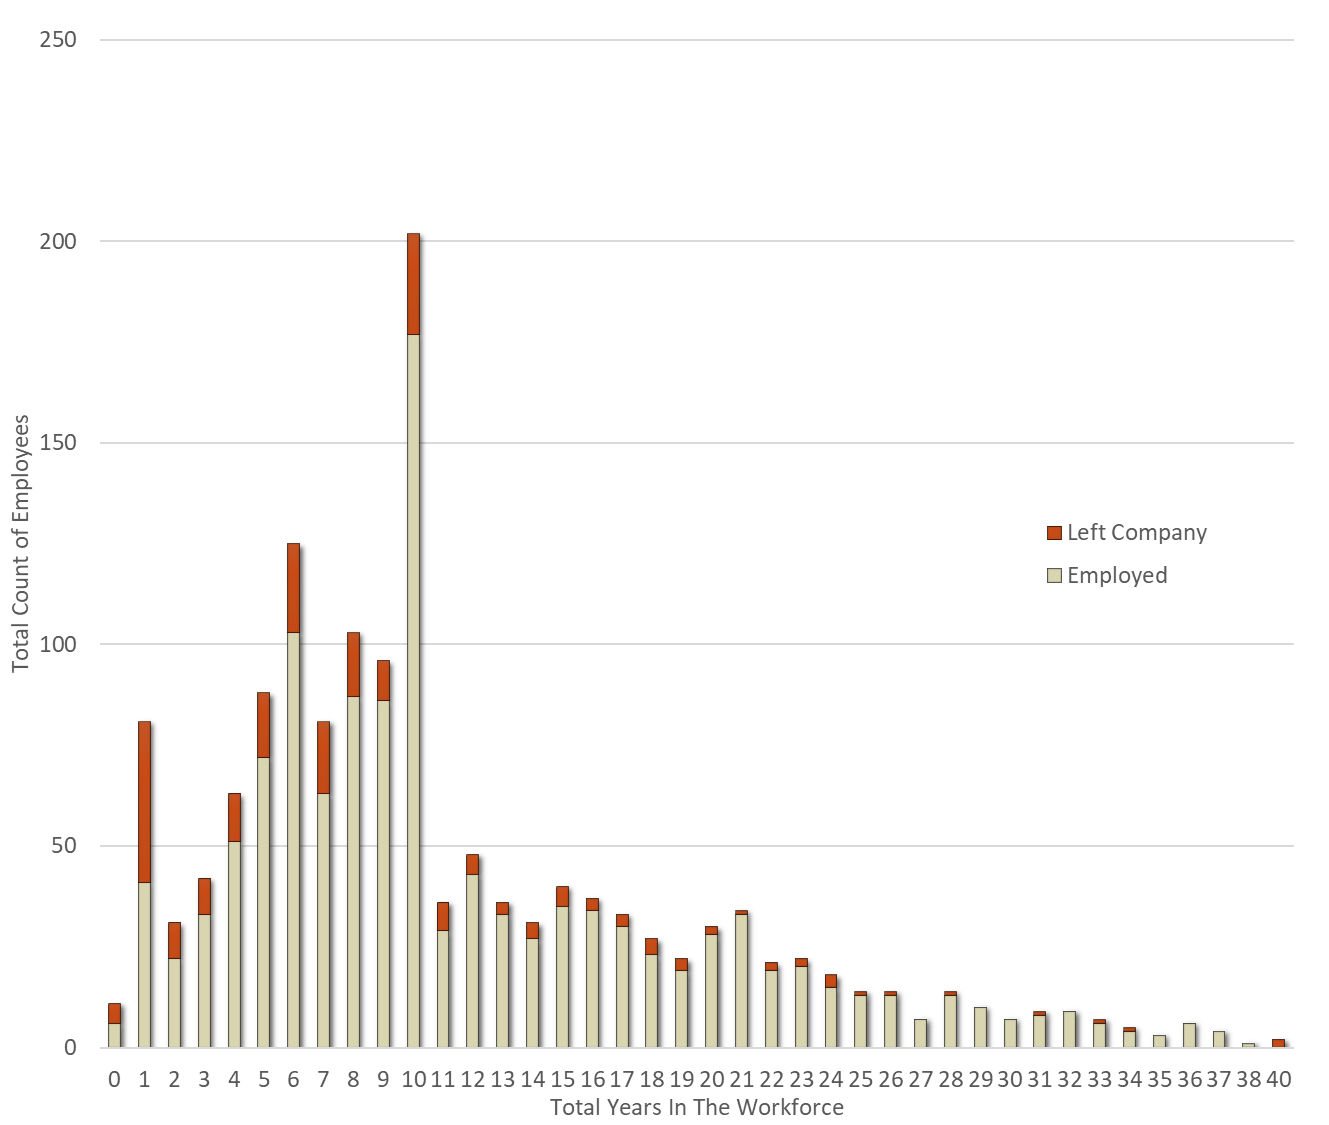 250
200
150
100
50
0
Total Count of Employees
Left Company
Employed
0 1 2 3 4 5 6 7 8 9 10 11 12 13 14 15 16 17 18 19 20 21 22 23 24 25 26 27 28 29 30 31 32 33 34 35 36 37 38 40
Total Years In The Workforce